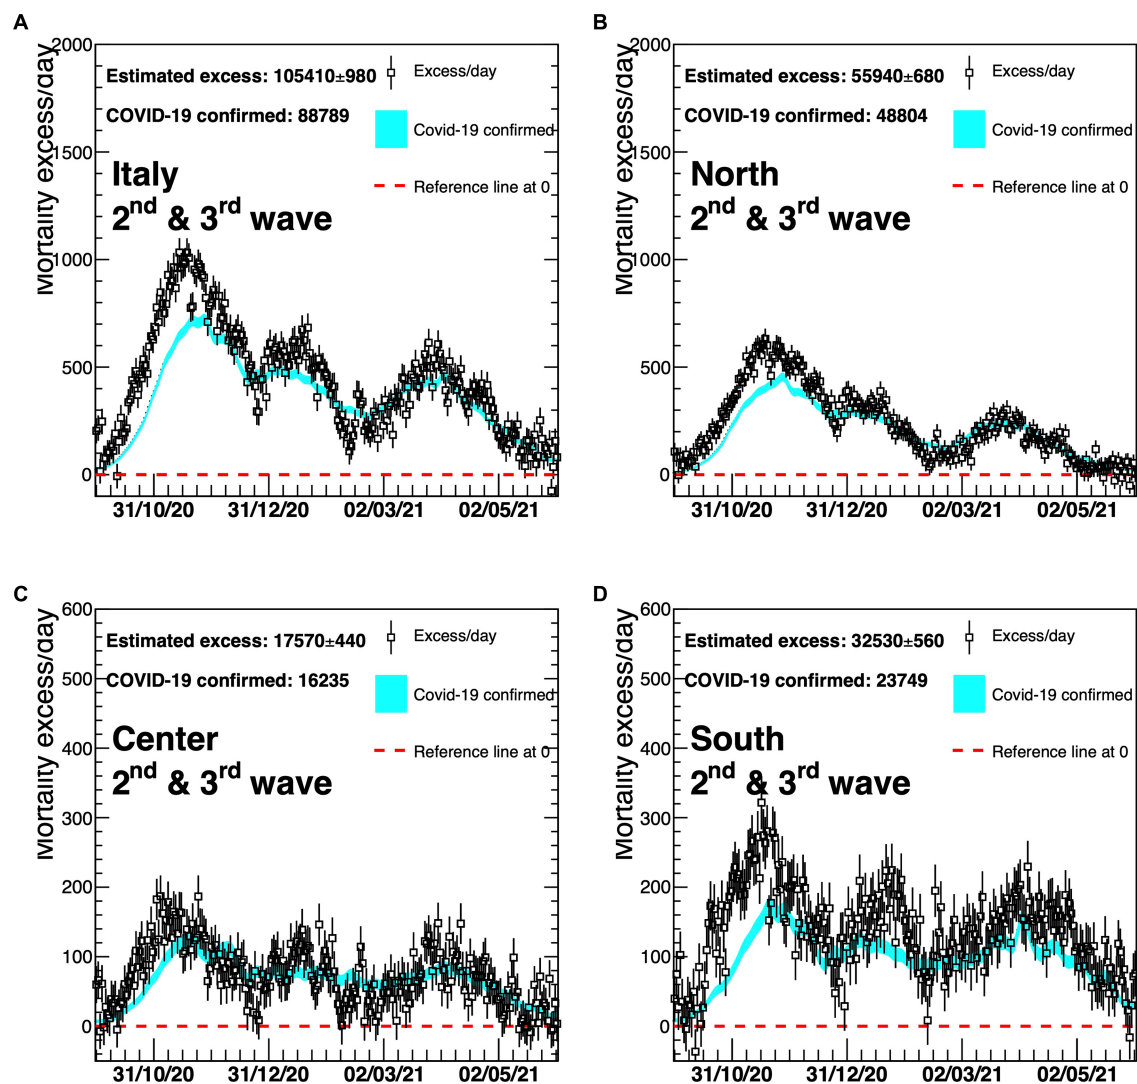 A
Mortality excess/day
2000
1500
1000
500
0
Estimated excess: 105410±980
COVID-19 confirmed: 88789
Italy
2nd & 3rd wave
Excess/day
Covid-19 confirmed
Reference line at 0
31/10/20 31/12/20 02/03/21 02/05/21
B
Mortality excess/day
2000
1500
1000
500
0
Estimated excess: 55940±680
COVID-19 confirmed: 48804
North
2nd & 3rd wave
Excess/day
Covid-19 confirmed
Reference line at 0
31/10/20 31/12/20 02/03/21 02/05/21
C
Mortality excess/day
600
500
400
300
200
100
0
Estimated excess: 17570±440
COVID-19 confirmed: 16235
Center
2nd & 3rd wave
Excess/day
Covid-19 confirmed
Reference line at 0
31/10/20 31/12/20 02/03/21 02/05/21
D
Mortality excess/day
600
500
400
300
200
100
0
Estimated excess: 32530±560
COVID-19 confirmed: 23749
South
2nd & 3rd wave
Excess/day
Covid-19 confirmed
Reference line at 0
31/10/20 31/12/20 02/03/21 02/05/21